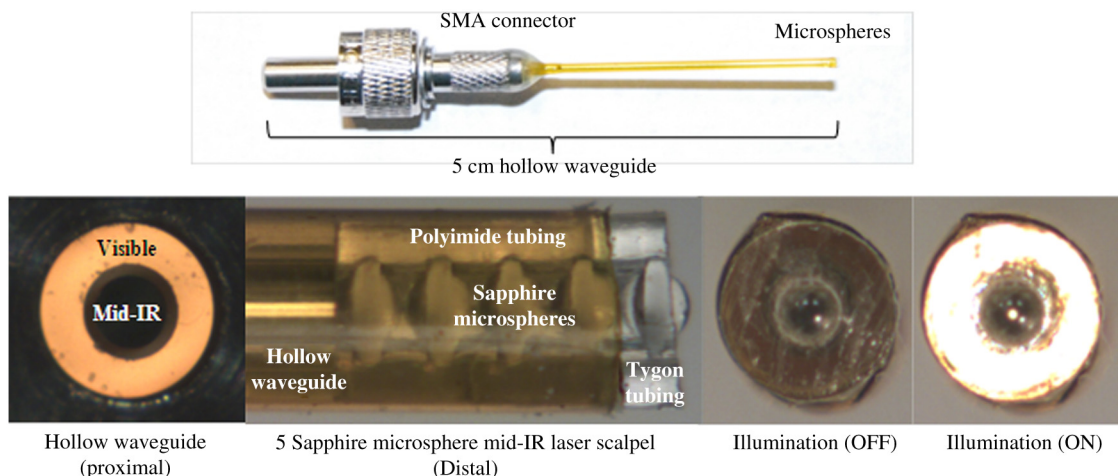 SMA connector
Microspheres
5 cm hollow waveguide
Visible
Mid-IR
Polyimide tubing
Sapphire
microspheres
Hollow
waveguide
Tygon
tubing
Hollow waveguide
(proximal)
5 Sapphire microsphere mid-IR laser scalpel
(Distal)
Illumination (OFF)
Illumination (ON)